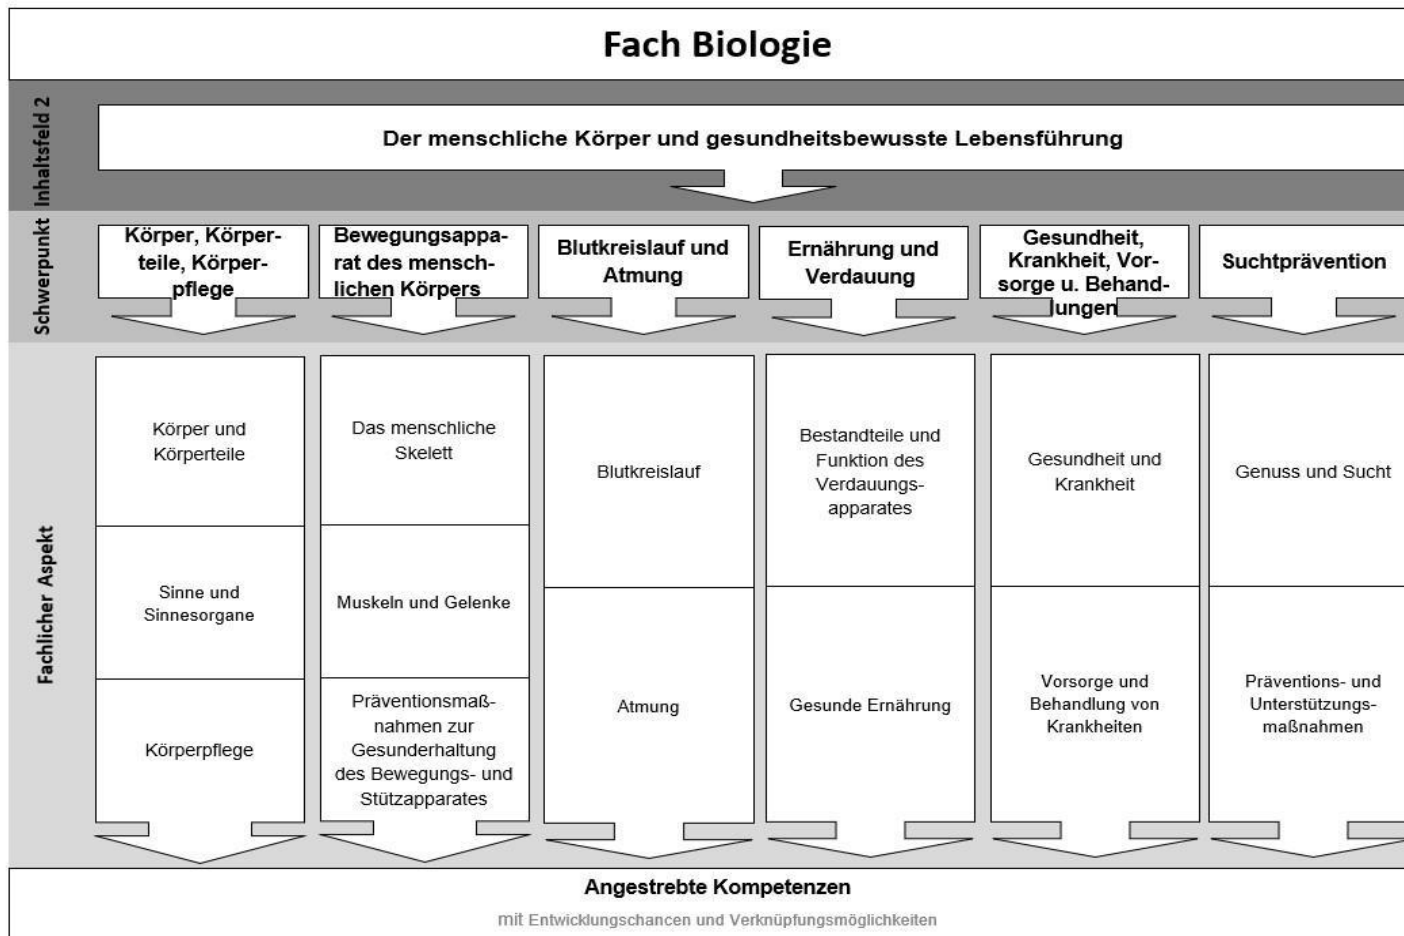 Fach Biologie
Inhaltsfeld 2
Der menschliche Körper und gesundheitsbewusste Lebensführung
Schwerpunkt
Körper, Körper-
teile, Körper-
pflege
Bewegungsappa-
rat des mensch-
lichen Körpers
Blutkreislauf und
Atmung
Ernährung und
Verdauung
Gesundheit,
Krankheit, Vor-
sorge u. Behand-
lungen
Suchtprävention
Fachlicher Aspekt
Körper und
Körperteile
Sinne und
Sinnesorgane
Körperpflege
Das menschliche
Skelett
Muskeln und Gelenke
Präventionsmaß-
nahmen zur
Gesunderhaltung
des Bewegungs- und
Stützapparates
Blutkreislauf
Atmung
Bestandteile und
Funktion des
Verdauungs-
apparates
Gesunde Ernährung
Gesundheit und
Krankheit
Vorsorge und
Behandlung von
Krankheiten
Genuss und Sucht
Präventions- und
Unterstützungs-
maßnahmen
Angestrebte Kompetenzen
mit Entwicklungschancen und Verknüpfungsmöglichkeiten